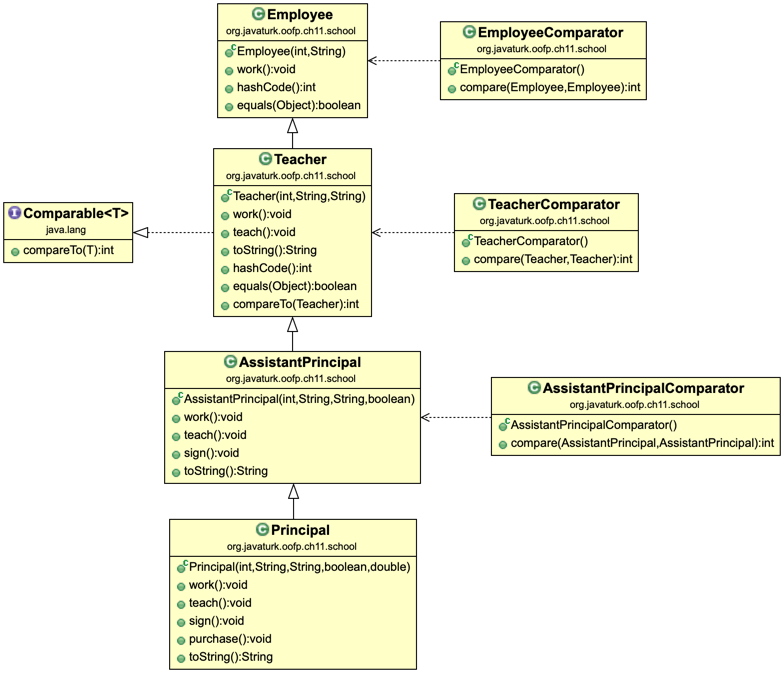 Employee
org.javaturk.oofp.ch11.school
Employee(int,String)
work():void
hashCode():int
equals(Object):boolean
EmployeeComparator
org.javaturk.oofp.ch11.school
EmployeeComparator()
compare(Employee,Employee):int
Teacher
org.javaturk.oofp.ch11.school
Teacher(int,String,String)
work():void
teach():void
toString():String
hashCode():int
equals(Object):boolean
compareTo(Teacher):int
Comparable<T>
java.lang
compareTo(T):int
TeacherComparator
org.javaturk.oofp.ch11.school
TeacherComparator()
compare(Teacher,Teacher):int
AssistantPrincipal
org.javaturk.oofp.ch11.school
AssistantPrincipal(int,String,String,boolean)
work():void
teach():void
sign():void
toString():String
AssistantPrincipalComparator
org.javaturk.oofp.ch11.school
AssistantPrincipalComparator()
compare(AssistantPrincipal,AssistantPrincipal):int
Principal
org.javaturk.oofp.ch11.school
Principal(int,String,String,boolean,double)
work():void
teach():void
sign():void
purchase():void
toString():String